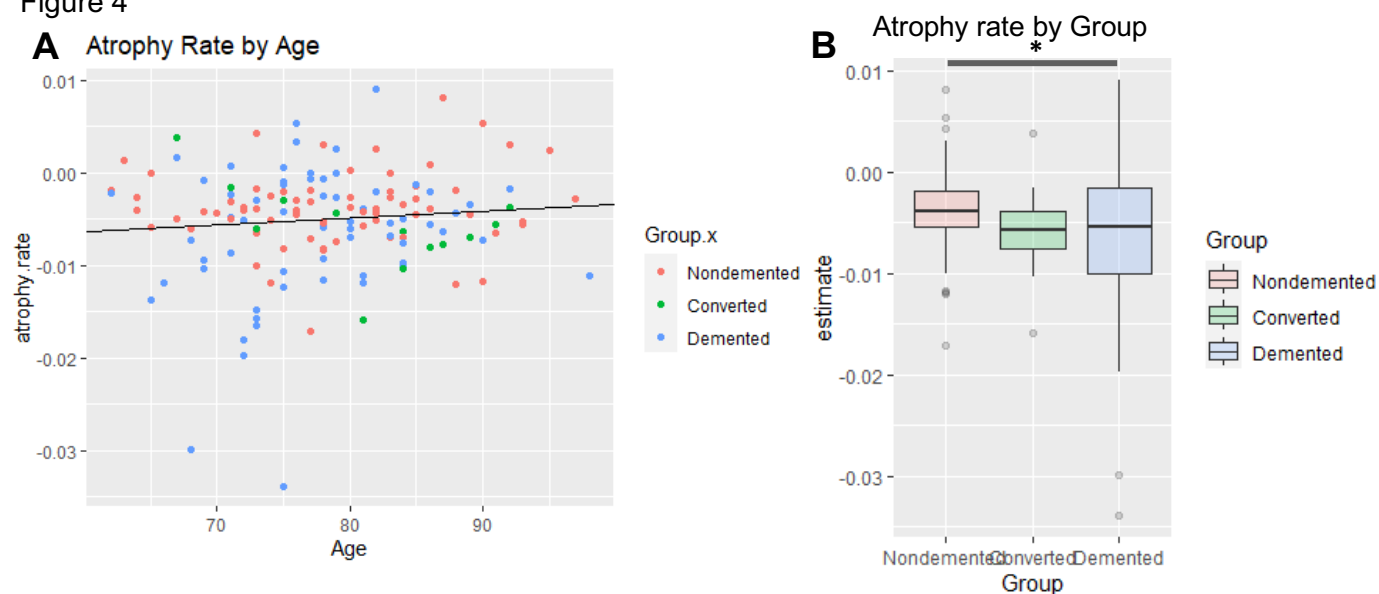 Figure 4
A Atrophy Rate by Age
0.01
0.00
-0.01
-0.02
-0.03
atrophy.rate
70 80 90
Age
Group.x
Nondemented
Converted
Demented
B Atrophy rate by Group
*
0.01
0.00
-0.01
-0.02
-0.03
estimate
Nondemented Converted Demented
Group
Group
Nondemented
Converted
Demented